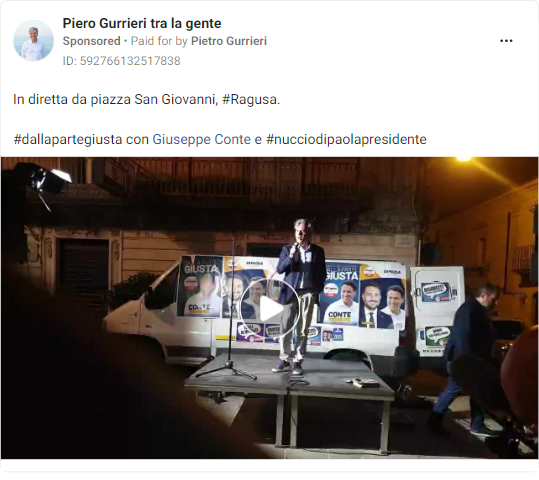 Piero Gurrieri tra la gente
Sponsored • Paid for by Pietro Gurrieri
ID: 592766132517838
In diretta da piazza San Giovanni, #Ragusa.
#dallapartegiusta con Giuseppe Conte e #nucciodipaolapresidente
GIUSTA
DIPAOLA
CONTE
CONTE